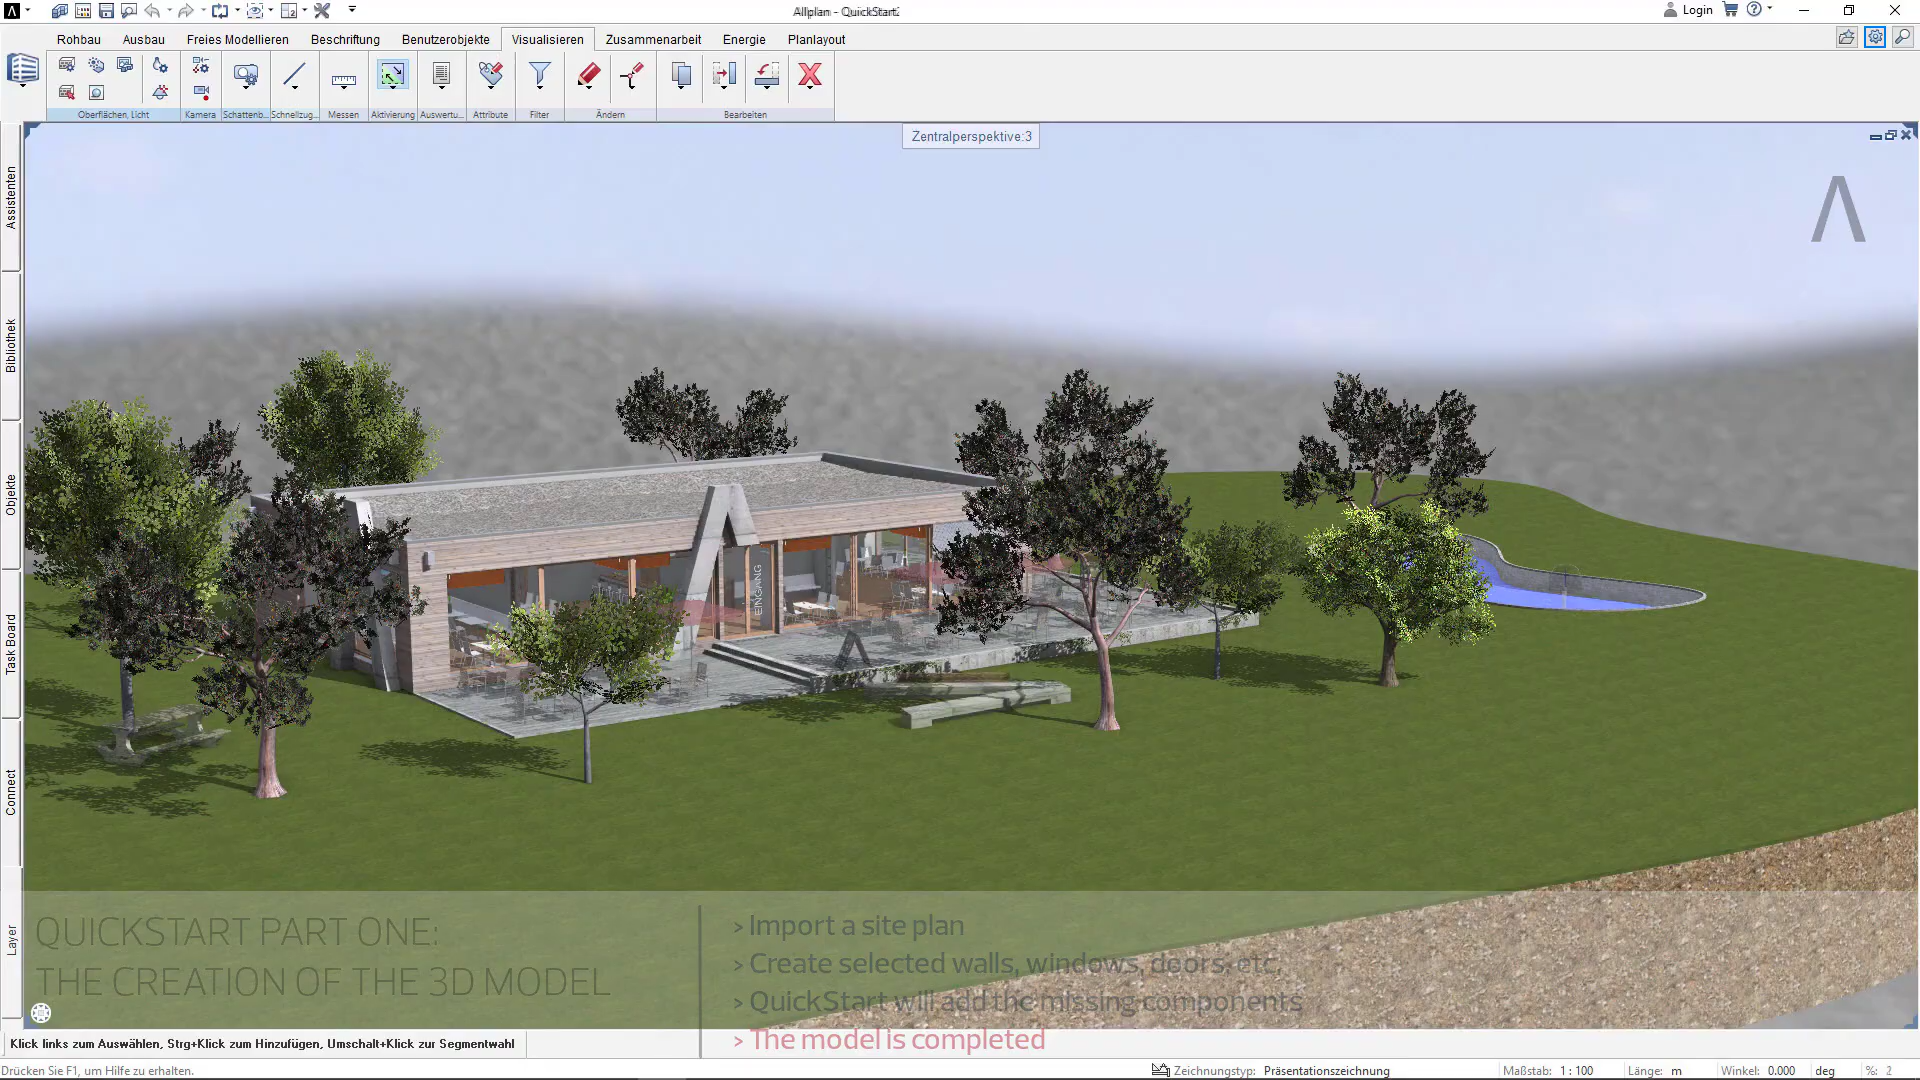 Allplan - QuickStart
Login
Rohbau
Ausbau
Freies Modellieren
Beschriftung
Benutzerobjekte
Visualisieren
Zusammenarbeit
Energie
Planlayout
Oberflächen, Licht
Kamera
Schattenb...
Schnellzug...
Messen
Aktivierung
Auswertu...
Attribute
Filter
Ändern
Bearbeiten
Zentralperspektive:3
Assistenten
Bibliothek
Objekte
Task Board
Connect
Layer
EINGANG
QUICKSTART PART ONE:
THE CREATION OF THE 3D MODEL
> Import a site plan
> Create selected walls, windows, doors, etc.
> QuickStart will add the missing components
> The model is completed
Klick links zum Auswählen, Strg+Klick zum Hinzufügen, Umschalt+Klick zur Segmentwahl
Drücken Sie F1, um Hilfe zu erhalten.
Zeichnungstyp: Präsentationszeichnung
Maßstab: 1 : 100
Länge: m
Winkel: 0.000
deg
%: 2